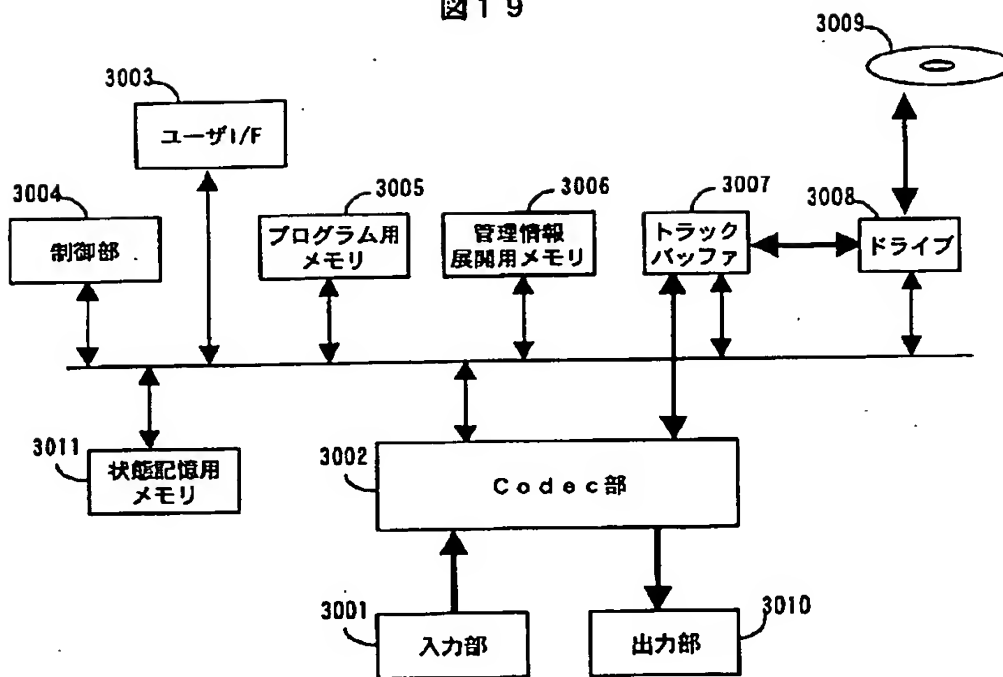 図19
3009
3003
ユーザI/F
3004
制御部
3005
プログラム用
メモリ
3006
管理情報
展開用メモリ
3007
トラック
バッファ
3008
ドライブ
3011
状態記憶用
メモリ
3002
Codec部
3001
入力部
3010
出力部